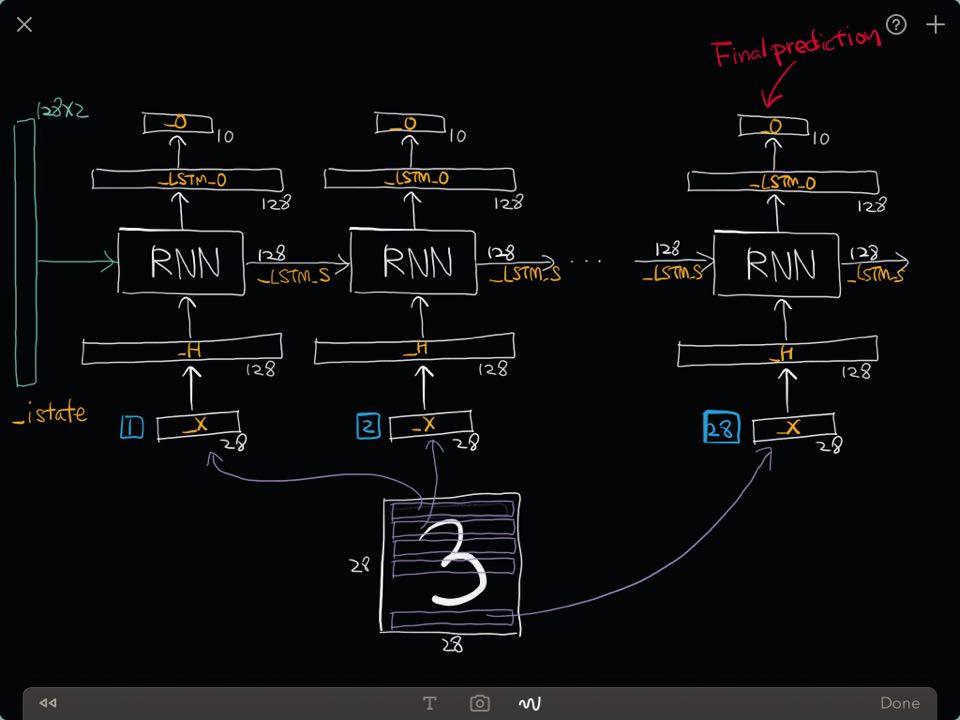 Final prediction
128x2
_O 10 _O 10 _O 10
_LSTM_O _LSTM_O _LSTM_O
128 128 128
RNN 128 RNN 128 ... 128 RNN 128
_LSTM_S _LSTM_S _LSTM_S _LSTM_S
_H _H _H
128 128 128
_istate
1 _X 2 _X 28 _X
28 28 28
3
28
28
T Done